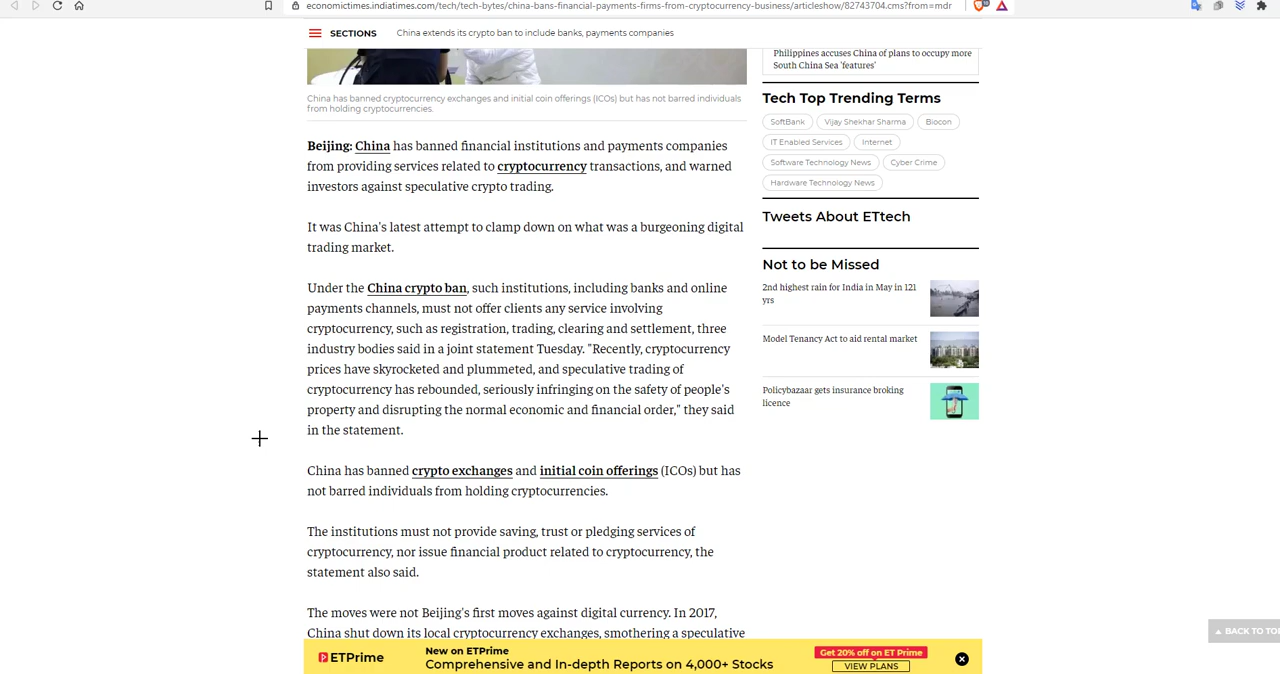 economictimes.indiatimes.com/tech/tech-bytes/china-bans-financial-payments-firms-from-cryptocurrency-business/articleshow/82743704.cms?from=mdr
SECTIONS
China extends its crypto ban to include banks, payments companies
China has banned cryptocurrency exchanges and initial coin offerings (ICOs) but has not barred individuals
from holding cryptocurrencies.
Beijing: China has banned financial institutions and payments companies
from providing services related to cryptocurrency transactions, and warned
investors against speculative crypto trading.
It was China's latest attempt to clamp down on what was a burgeoning digital
trading market.
Under the China crypto ban, such institutions, including banks and online
payments channels, must not offer clients any service involving
cryptocurrency, such as registration, trading, clearing and settlement, three
industry bodies said in a joint statement Tuesday. "Recently, cryptocurrency
prices have skyrocketed and plummeted, and speculative trading of
cryptocurrency has rebounded, seriously infringing on the safety of people's
property and disrupting the normal economic and financial order," they said
in the statement.
China has banned crypto exchanges and initial coin offerings (ICOs) but has
not barred individuals from holding cryptocurrencies.
The institutions must not provide saving, trust or pledging services of
cryptocurrency, nor issue financial product related to cryptocurrency, the
statement also said.
The moves were not Beijing's first moves against digital currency. In 2017,
China shut down its local cryptocurrency exchanges, smothering a speculative
Philippines accuses China of plans to occupy more
South China Sea 'features'
Tech Top Trending Terms
SoftBank
Vijay Shekhar Sharma
Biocon
IT Enabled Services
Internet
Software Technology News
Cyber Crime
Hardware Technology News
Tweets About ETtech
Not to be Missed
2nd highest rain for India in May in 121
yrs
Model Tenancy Act to aid rental market
Policybazaar gets insurance broking
licence
BACK TO TOP
ETPrime
New on ETPrime
Comprehensive and In-depth Reports on 4,000+ Stocks
Get 20% off on ET Prime
VIEW PLANS